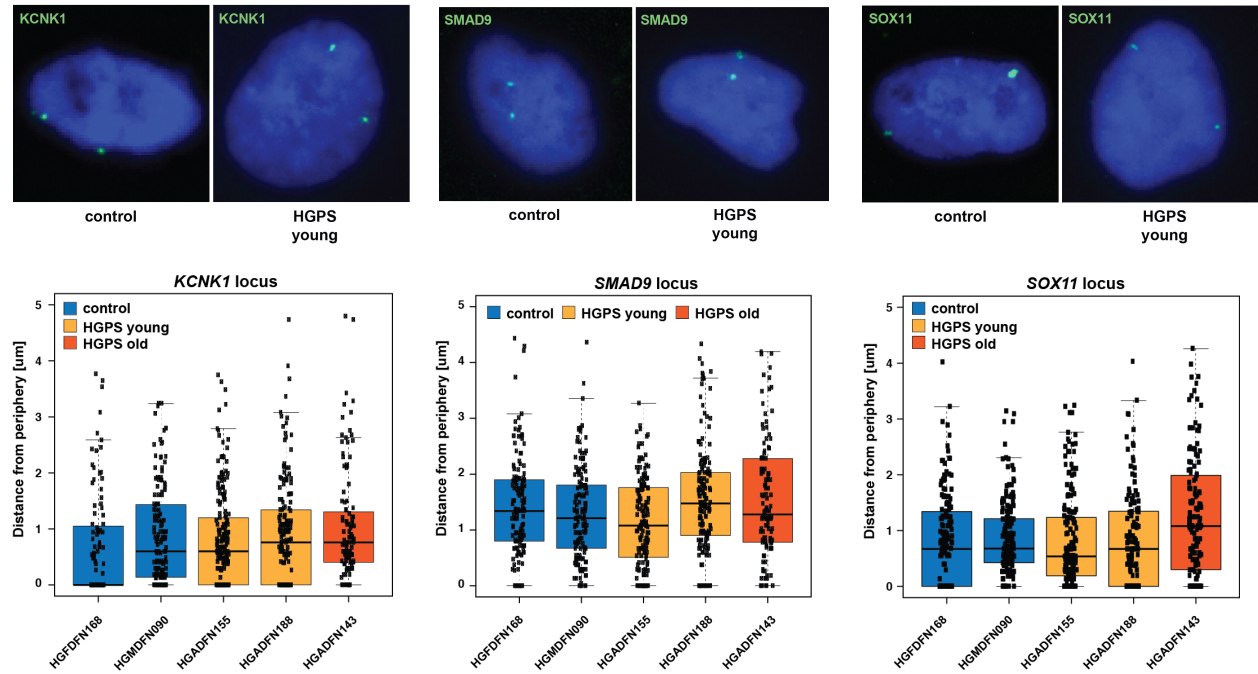 KCNK1
KCNK1
SMAD9
SMAD9
SOX11
SOX11
control
HGPS
young
control
HGPS
young
control
HGPS
young
KCNK1 locus
Distance from periphery [um]
5
4
3
2
1
0
control
HGPS young
HGPS old
HGFDFN168
HGMDFN090
HGADFN155
HGADFN188
HGADFN143
SMAD9 locus
Distance from periphery [um]
5
4
3
2
1
0
control
HGPS young
HGPS old
HGFDFN168
HGMDFN090
HGADFN155
HGADFN188
HGADFN143
SOX11 locus
Distance from periphery [um]
5
4
3
2
1
0
control
HGPS young
HGPS old
HGFDFN168
HGMDFN090
HGADFN155
HGADFN188
HGADFN143